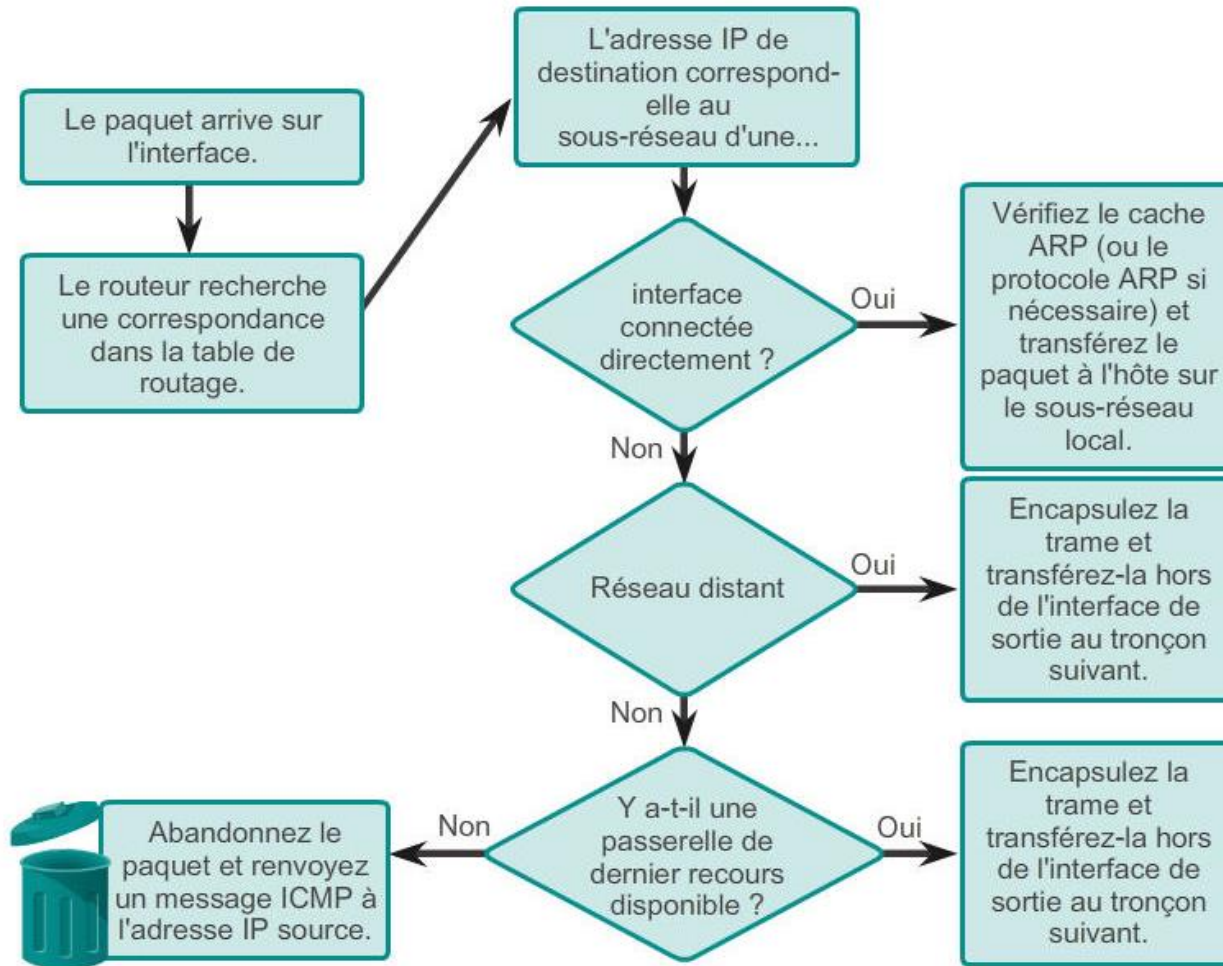 Le paquet arrive sur
l'interface.
Le routeur recherche
une correspondance
dans la table de
routage.
L'adresse IP de
destination correspond-
elle au
sous-réseau d'une...
interface
connectée
directement ?
Oui
Vérifiez le cache
ARP (ou le
protocole ARP si
nécessaire) et
transférez le
paquet à l'hôte sur
le sous-réseau
local.
Non
Réseau distant
Oui
Encapsulez la
trame et
transférez-la hors
de l'interface de
sortie au tronçon
suivant.
Non
Y a-t-il une
passerelle de
dernier recours
disponible ?
Oui
Encapsulez la
trame et
transférez-la hors
de l'interface de
sortie au tronçon
suivant.
Non
Abandonnez le
paquet et renvoyez
un message ICMP à
l'adresse IP source.